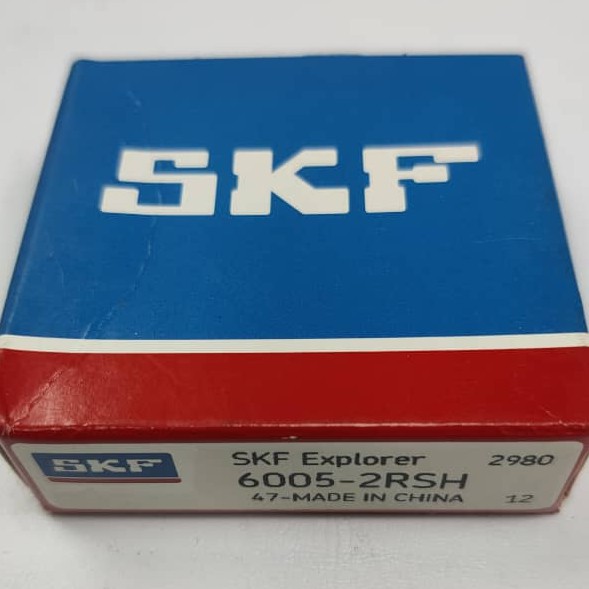 SKF
SKF
SKF Explorer 2980
6005-2RSH
47-MADE IN CHINA 12